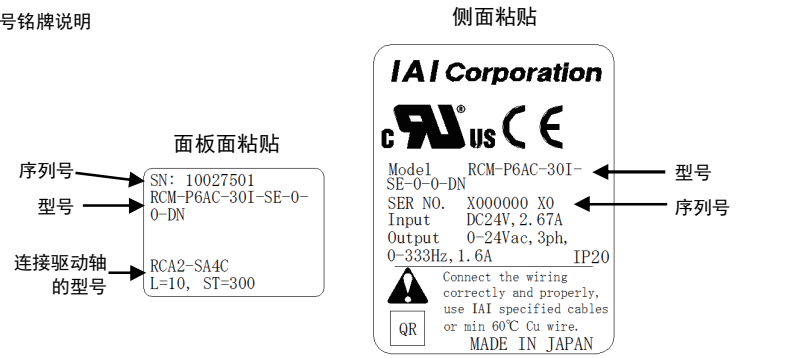 号铭牌说明
侧面粘贴
面板面粘贴
序列号
SN: 10027501
型号
RCM-P6AC-30I-SE-0-
0-DN
连接驱动轴
的型号
RCA2-SA4C
L=10, ST=300
IAI Corporation
c RU US CE
Model RCM-P6AC-30I-
SE-0-0-DN
型号
SER NO. X000000 X0
序列号
Input DC24V, 2.67A
Output 0-24Vac, 3ph,
0-333Hz, 1.6A IP20
Connect the wiring
correctly and properly,
use IAI specified cables
or min 60℃ Cu wire.
QR
MADE IN JAPAN